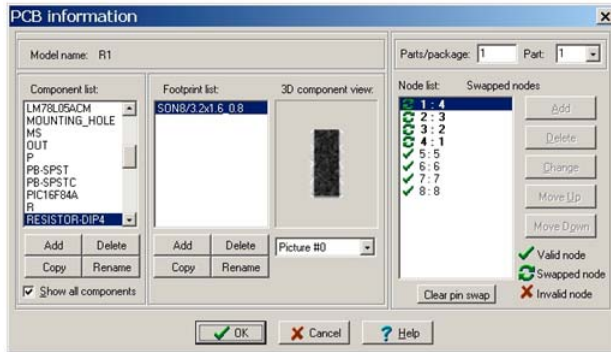 PCB information
Model name: R1
Parts/package: 1 Part: 1
Component list:
LM78L05ACM
MOUNTING_HOLE
MS
OUT
P
PB-SPST
PB-SPSTC
PIC16F84A
R
RESISTOR-DIP4
Add Delete
Copy Rename
Show all components
Footprint list:
SON8/3.2x1.6_0.8
Add Delete
Copy Rename
3D component view:
Picture #0
Node list: Swapped nodes
1 : 4
2 : 3
3 : 2
4 : 1
5 : 5
6 : 6
7 : 7
8 : 8
Clear pin swap
Add
Delete
Change
Move Up
Move Down
Valid node
Swapped node
Invalid node
OK Cancel Help